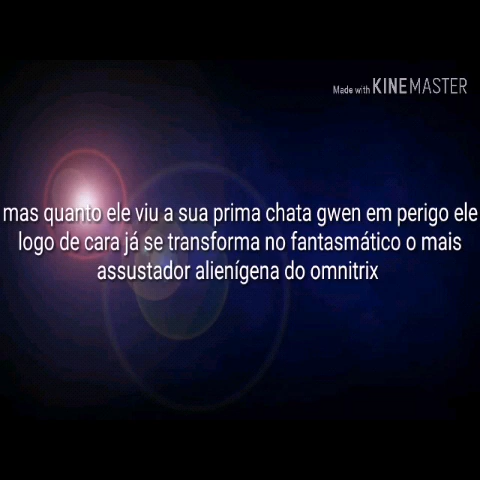 Made with KINEMASTER
mas quanto ele viu a sua prima chata gwen em perigo ele
logo de cara já se transforma no fantasmático o mais
assustador alienígena do omnitrix